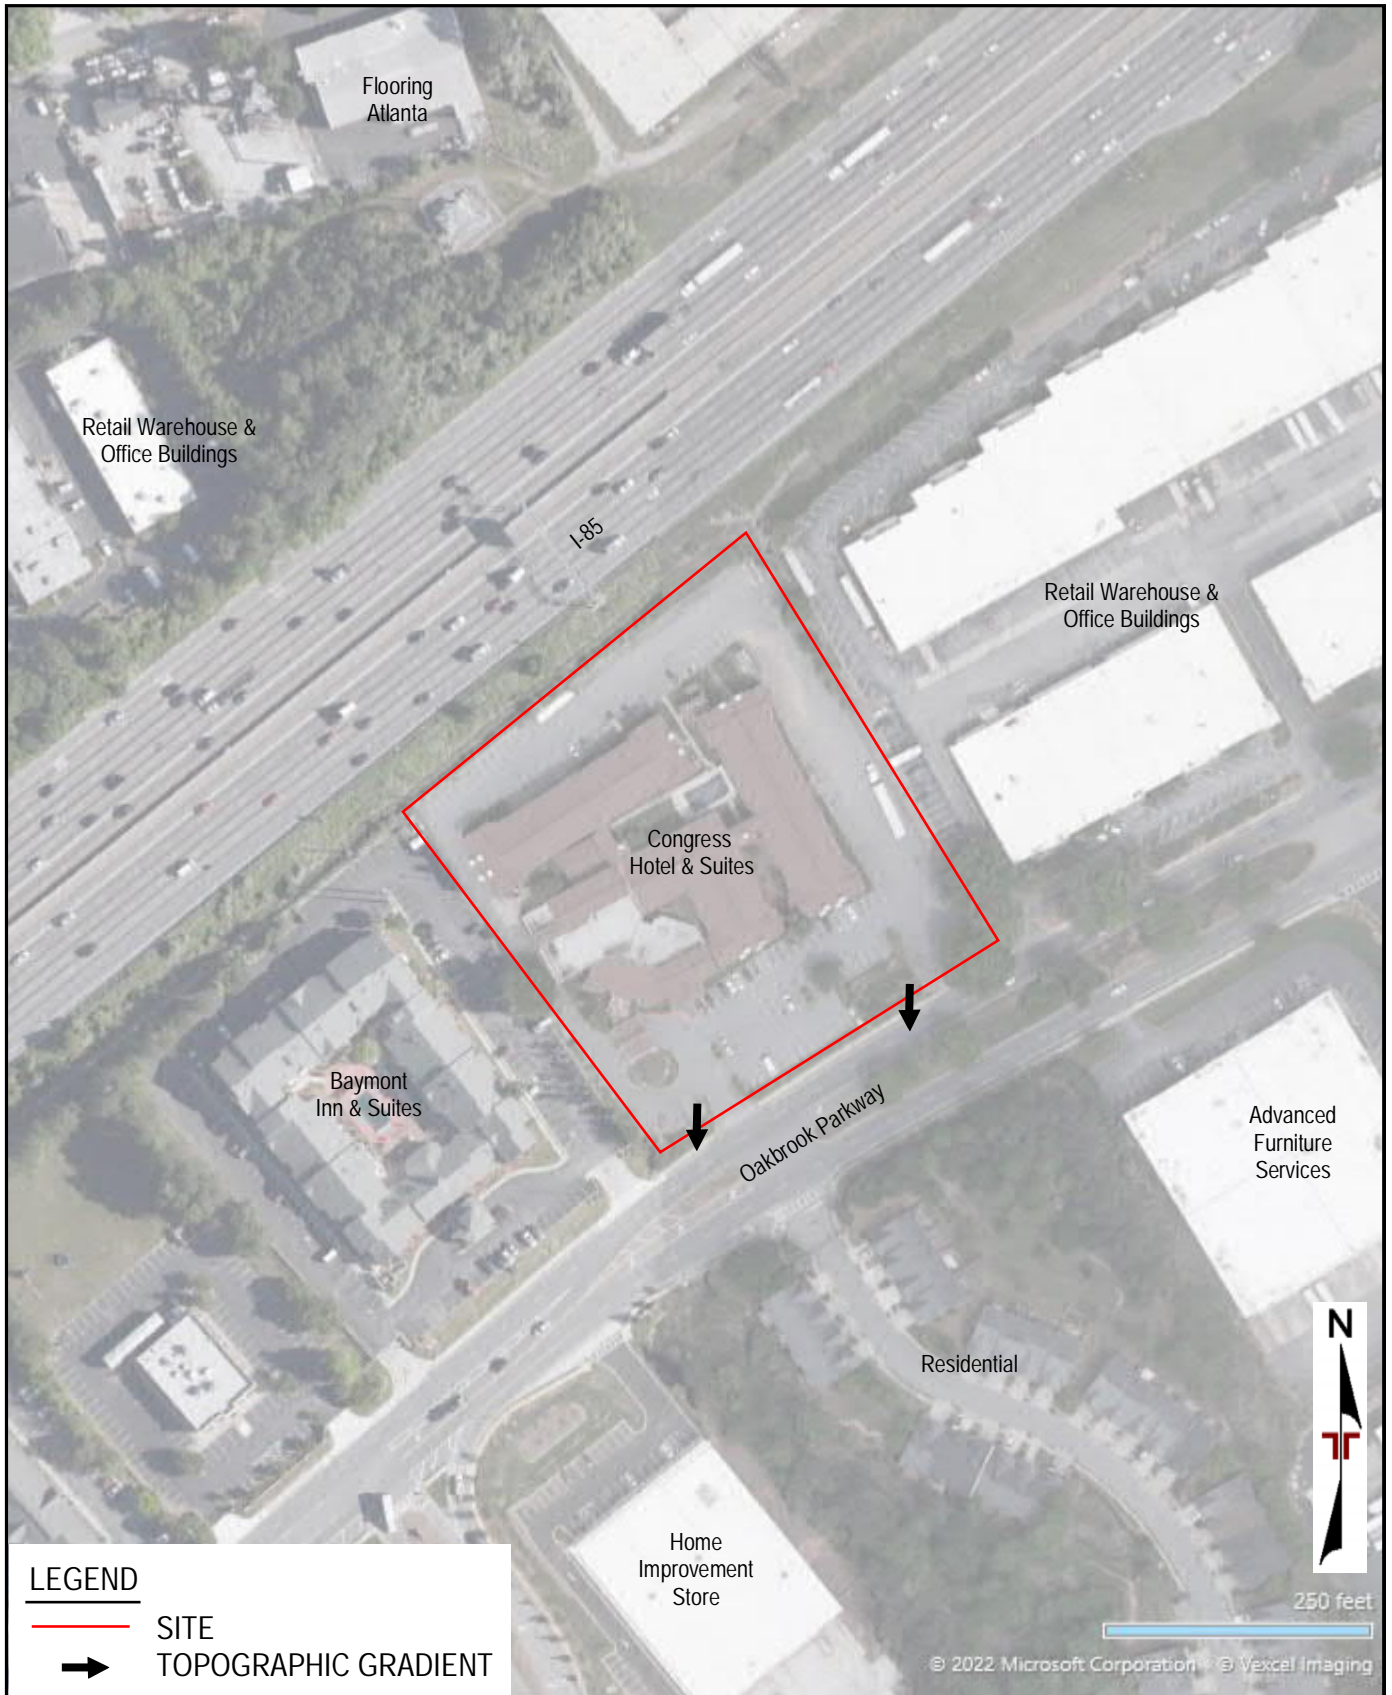 Flooring
Atlanta
Retail Warehouse &
Office Buildings
I-85
Retail Warehouse &
Office Buildings
Congress
Hotel & Suites
Baymont
Inn & Suites
Oakbrook Parkway
Advanced
Furniture
Services
Residential
Home
Improvement
Store
N
LEGEND
SITE
TOPOGRAPHIC GRADIENT
250 feet
© 2022 Microsoft Corporation © Vexcel Imaging